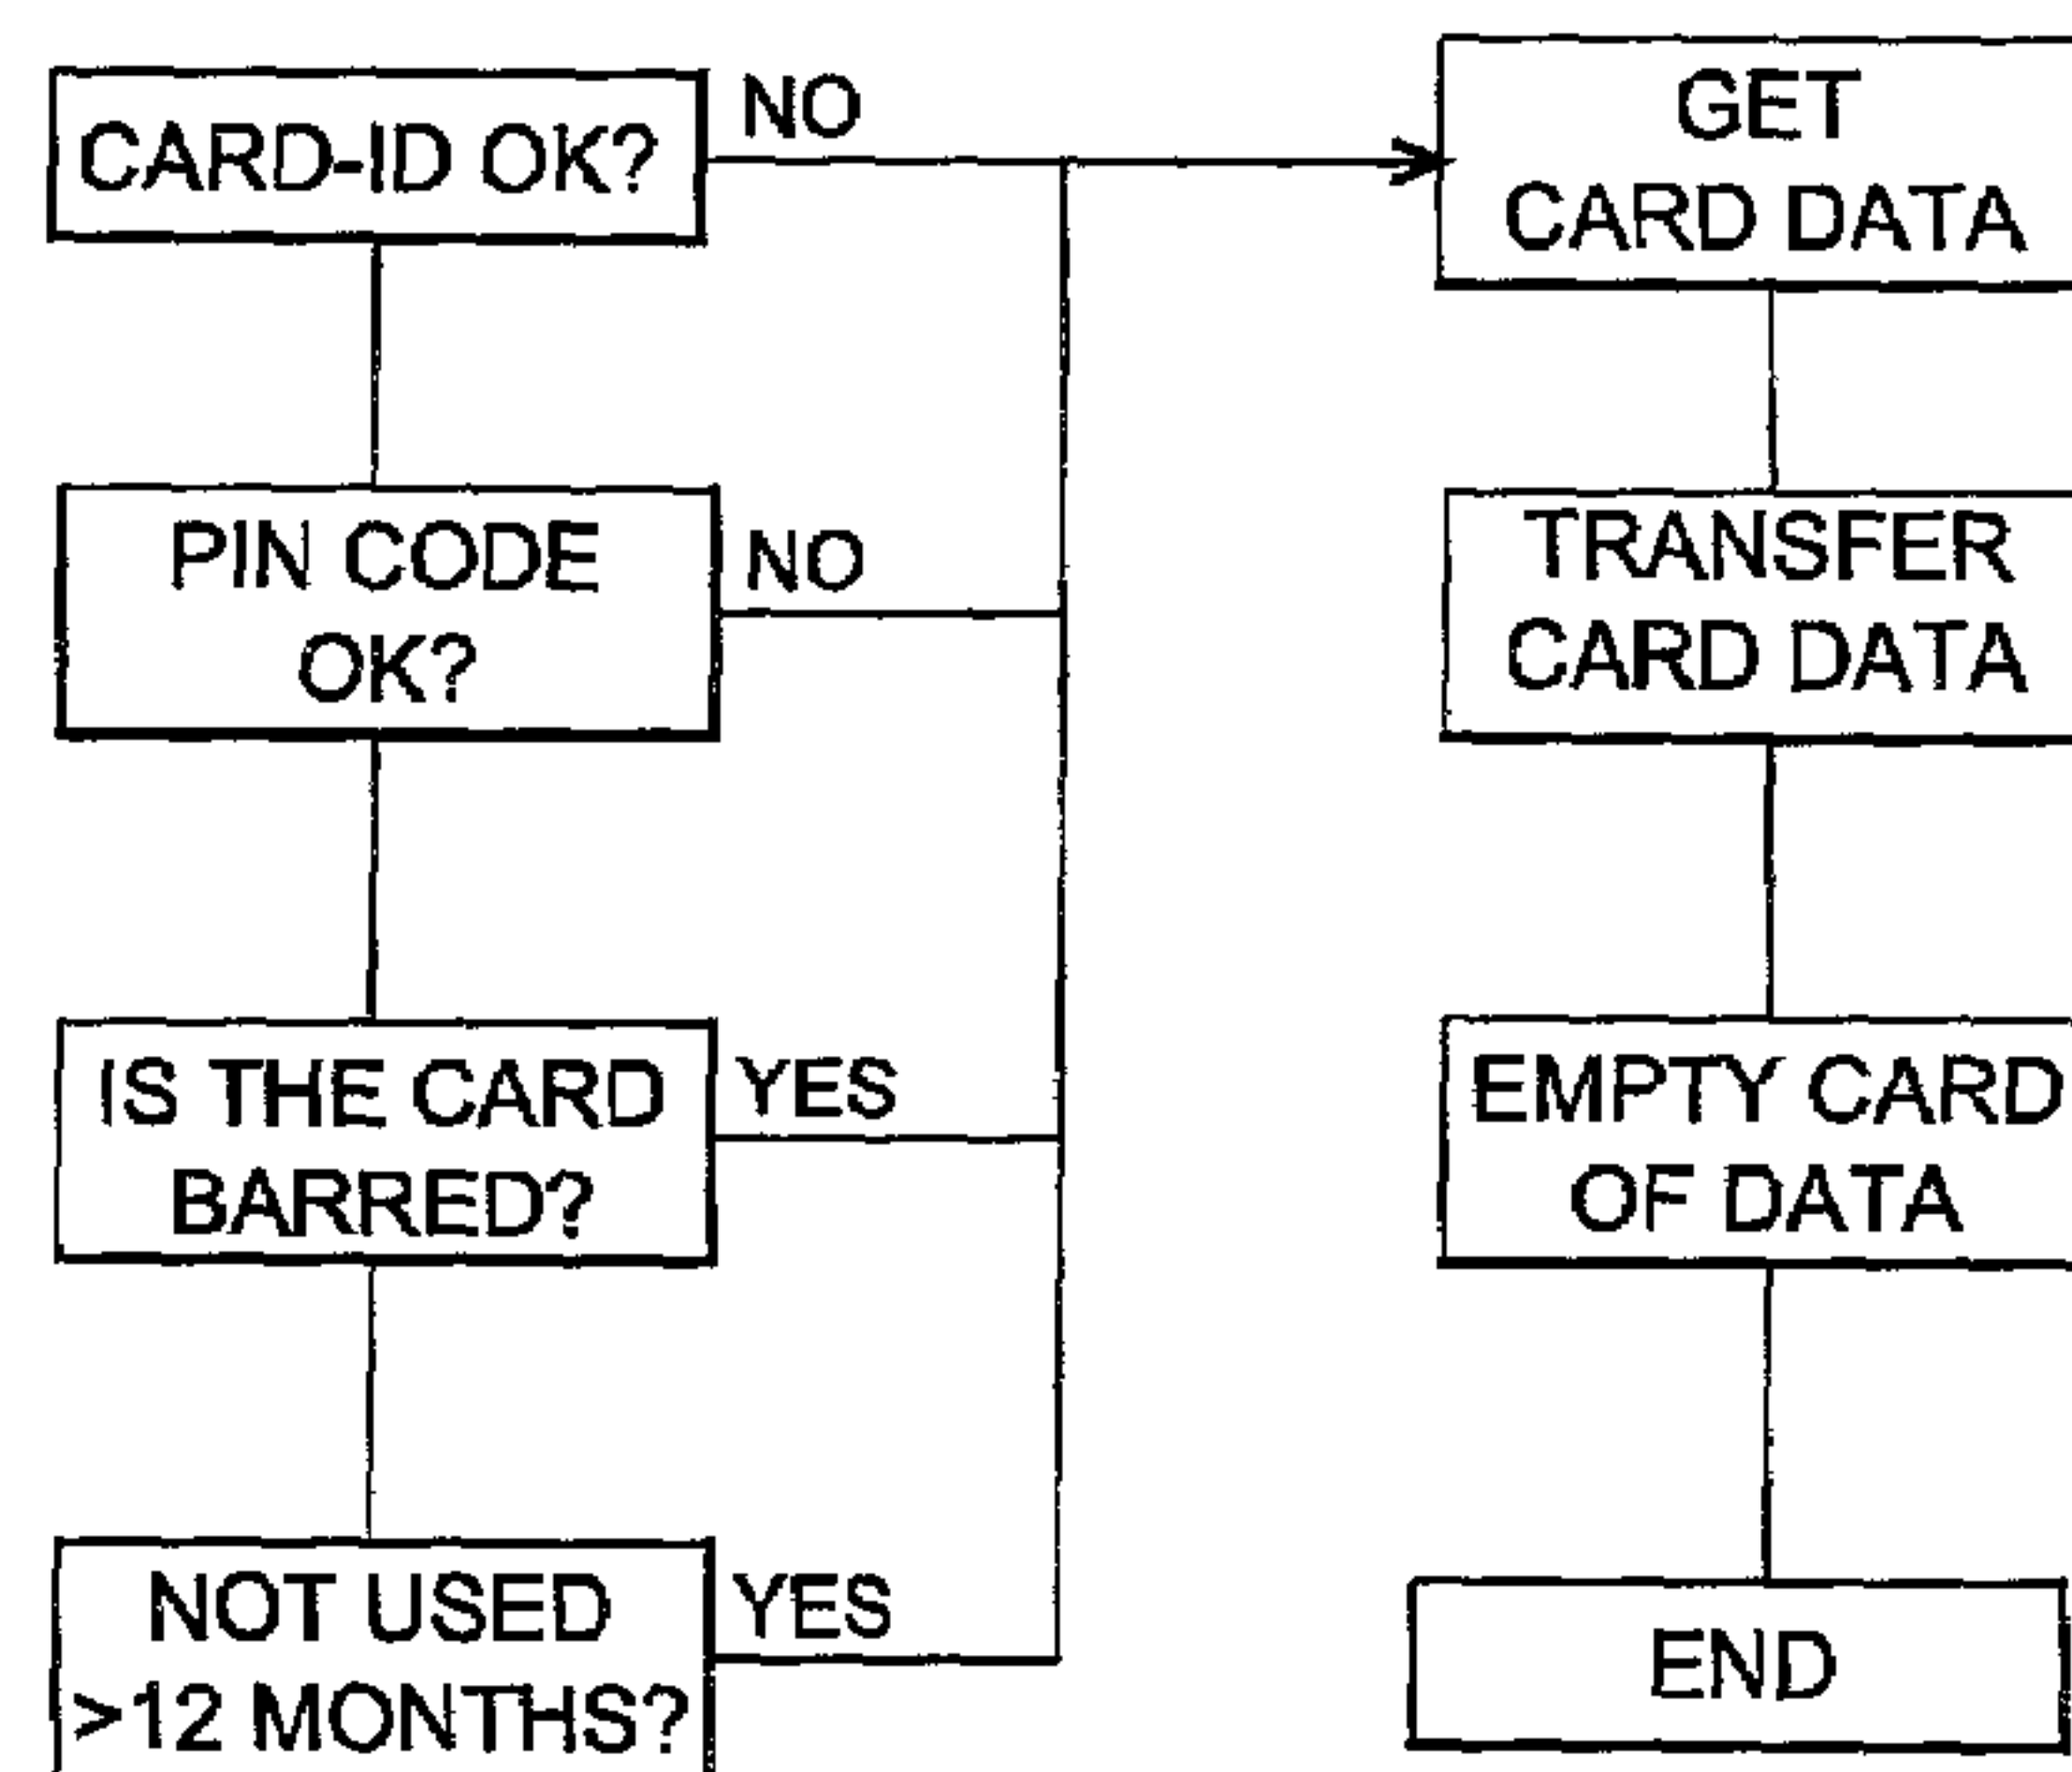 CARD-ID OK?
NO
PIN CODE
OK?
NO
IS THE CARD
BARRED?
YES
NOT USED
>12 MONTHS?
YES
GET
CARD DATA
TRANSFER
CARD DATA
EMPTY CARD
OF DATA
END